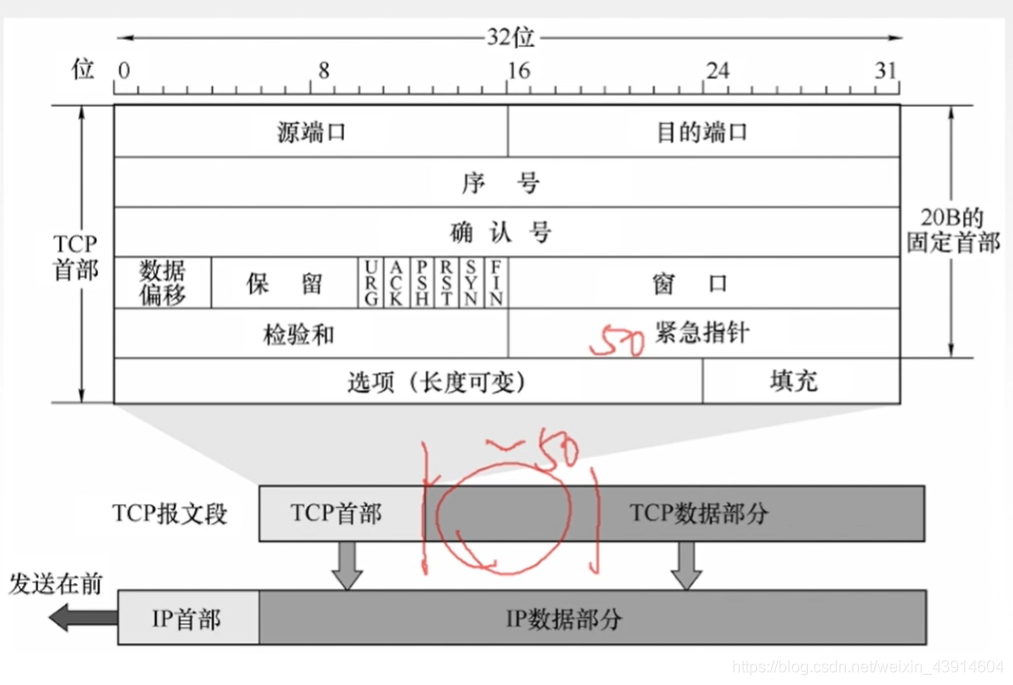 32位
位 0 8 16 24 31
源端口 目的端口
序 号
TCP首部 确 认 号 20B的固定首部
数据偏移 保 留 URG ACK PSH RST SYN FIN 窗 口
检验和 50 紧急指针
选项（长度可变） 填充
~50
TCP报文段 TCP首部 TCP数据部分
发送在前
IP首部 IP数据部分
https://blog.csdn.net/weixin_43914604